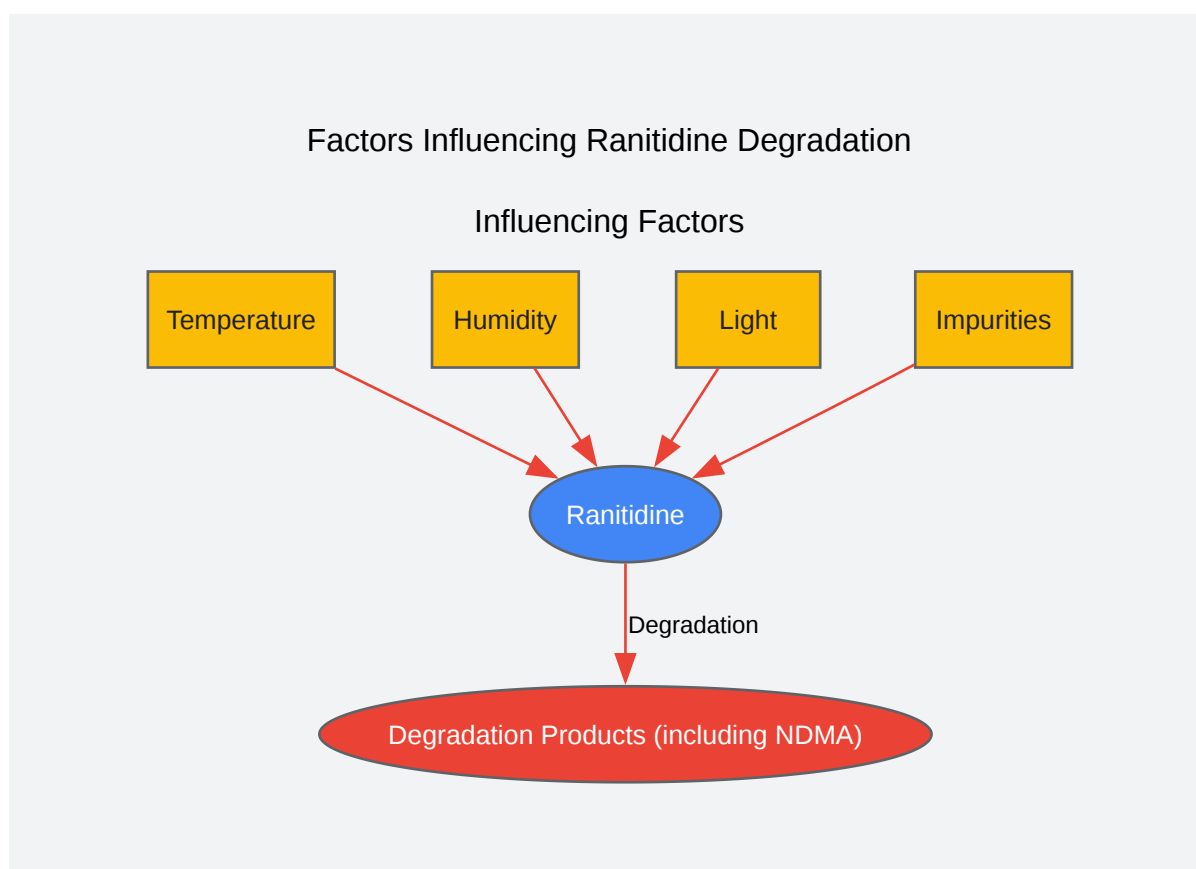 Factors Influencing Ranitidine Degradation
Influencing Factors
Temperature
Humidity
Light
Impurities
Ranitidine
Degradation
Degradation Products (including NDMA)